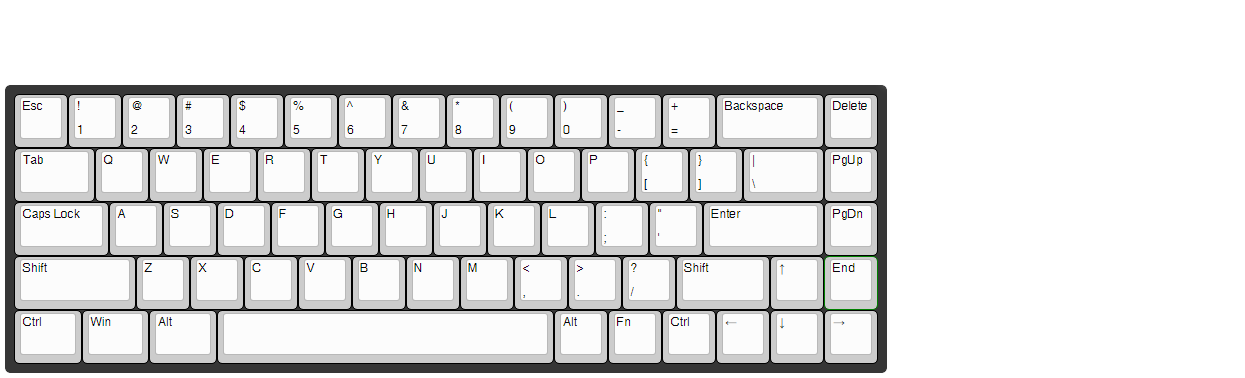 Esc ! @ # $ % ^ & * ( ) _ + Backspace Delete
1 2 3 4 5 6 7 8 9 0 - =
Tab Q W E R T Y U I O P { } | PgUp
[ ] \
Caps Lock A S D F G H J K L : " Enter PgDn
; '
Shift Z X C V B N M < > ? Shift ↑ End
, . /
Ctrl Win Alt Alt Fn Ctrl ← ↓ →